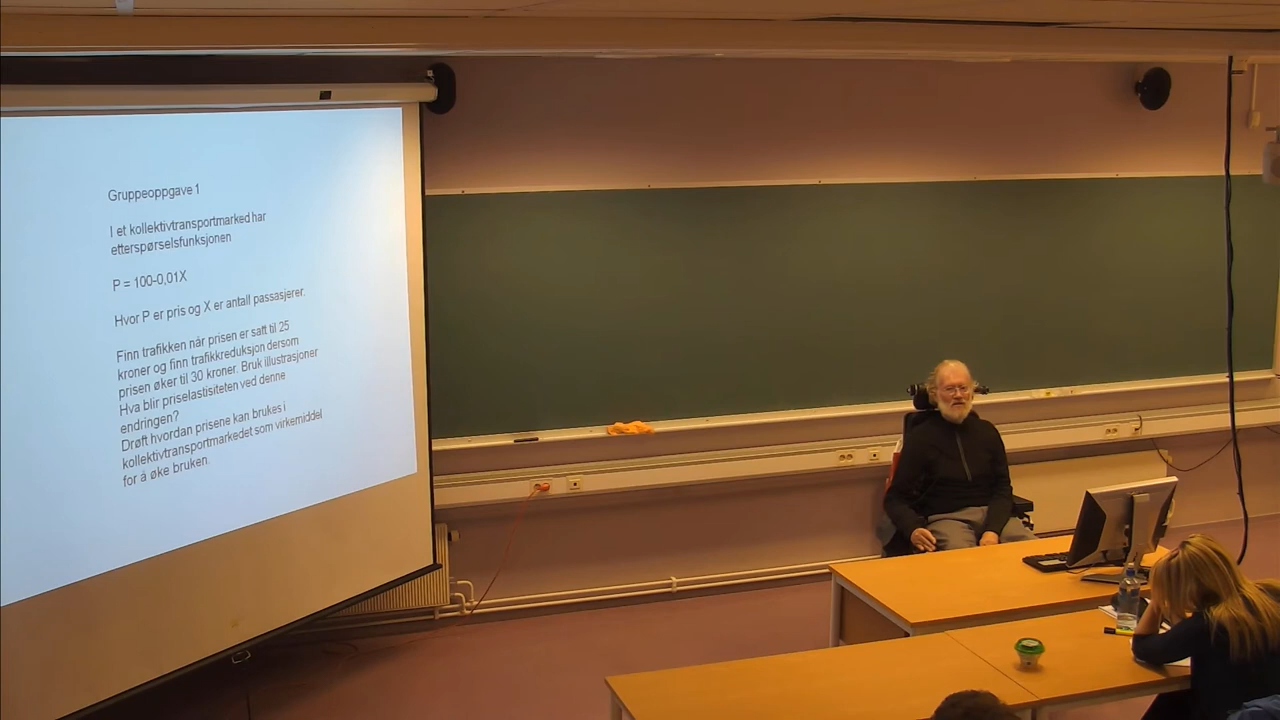 Gruppeoppgave 1
I et kollektivtransportmarked har
etterspørselsfunksjonen
P = 100-0,01X
Hvor P er pris og X er antall passasjerer.
Finn trafikken når prisen er satt til 25
kroner og finn trafikkreduksjon dersom
prisen øker til 30 kroner. Bruk illustrasjoner
Hva blir priselastisiteten ved denne
endringen?
Drøft hvordan prisene kan brukes i
kollektivtransportmarkedet som virkemiddel
for å øke bruken.